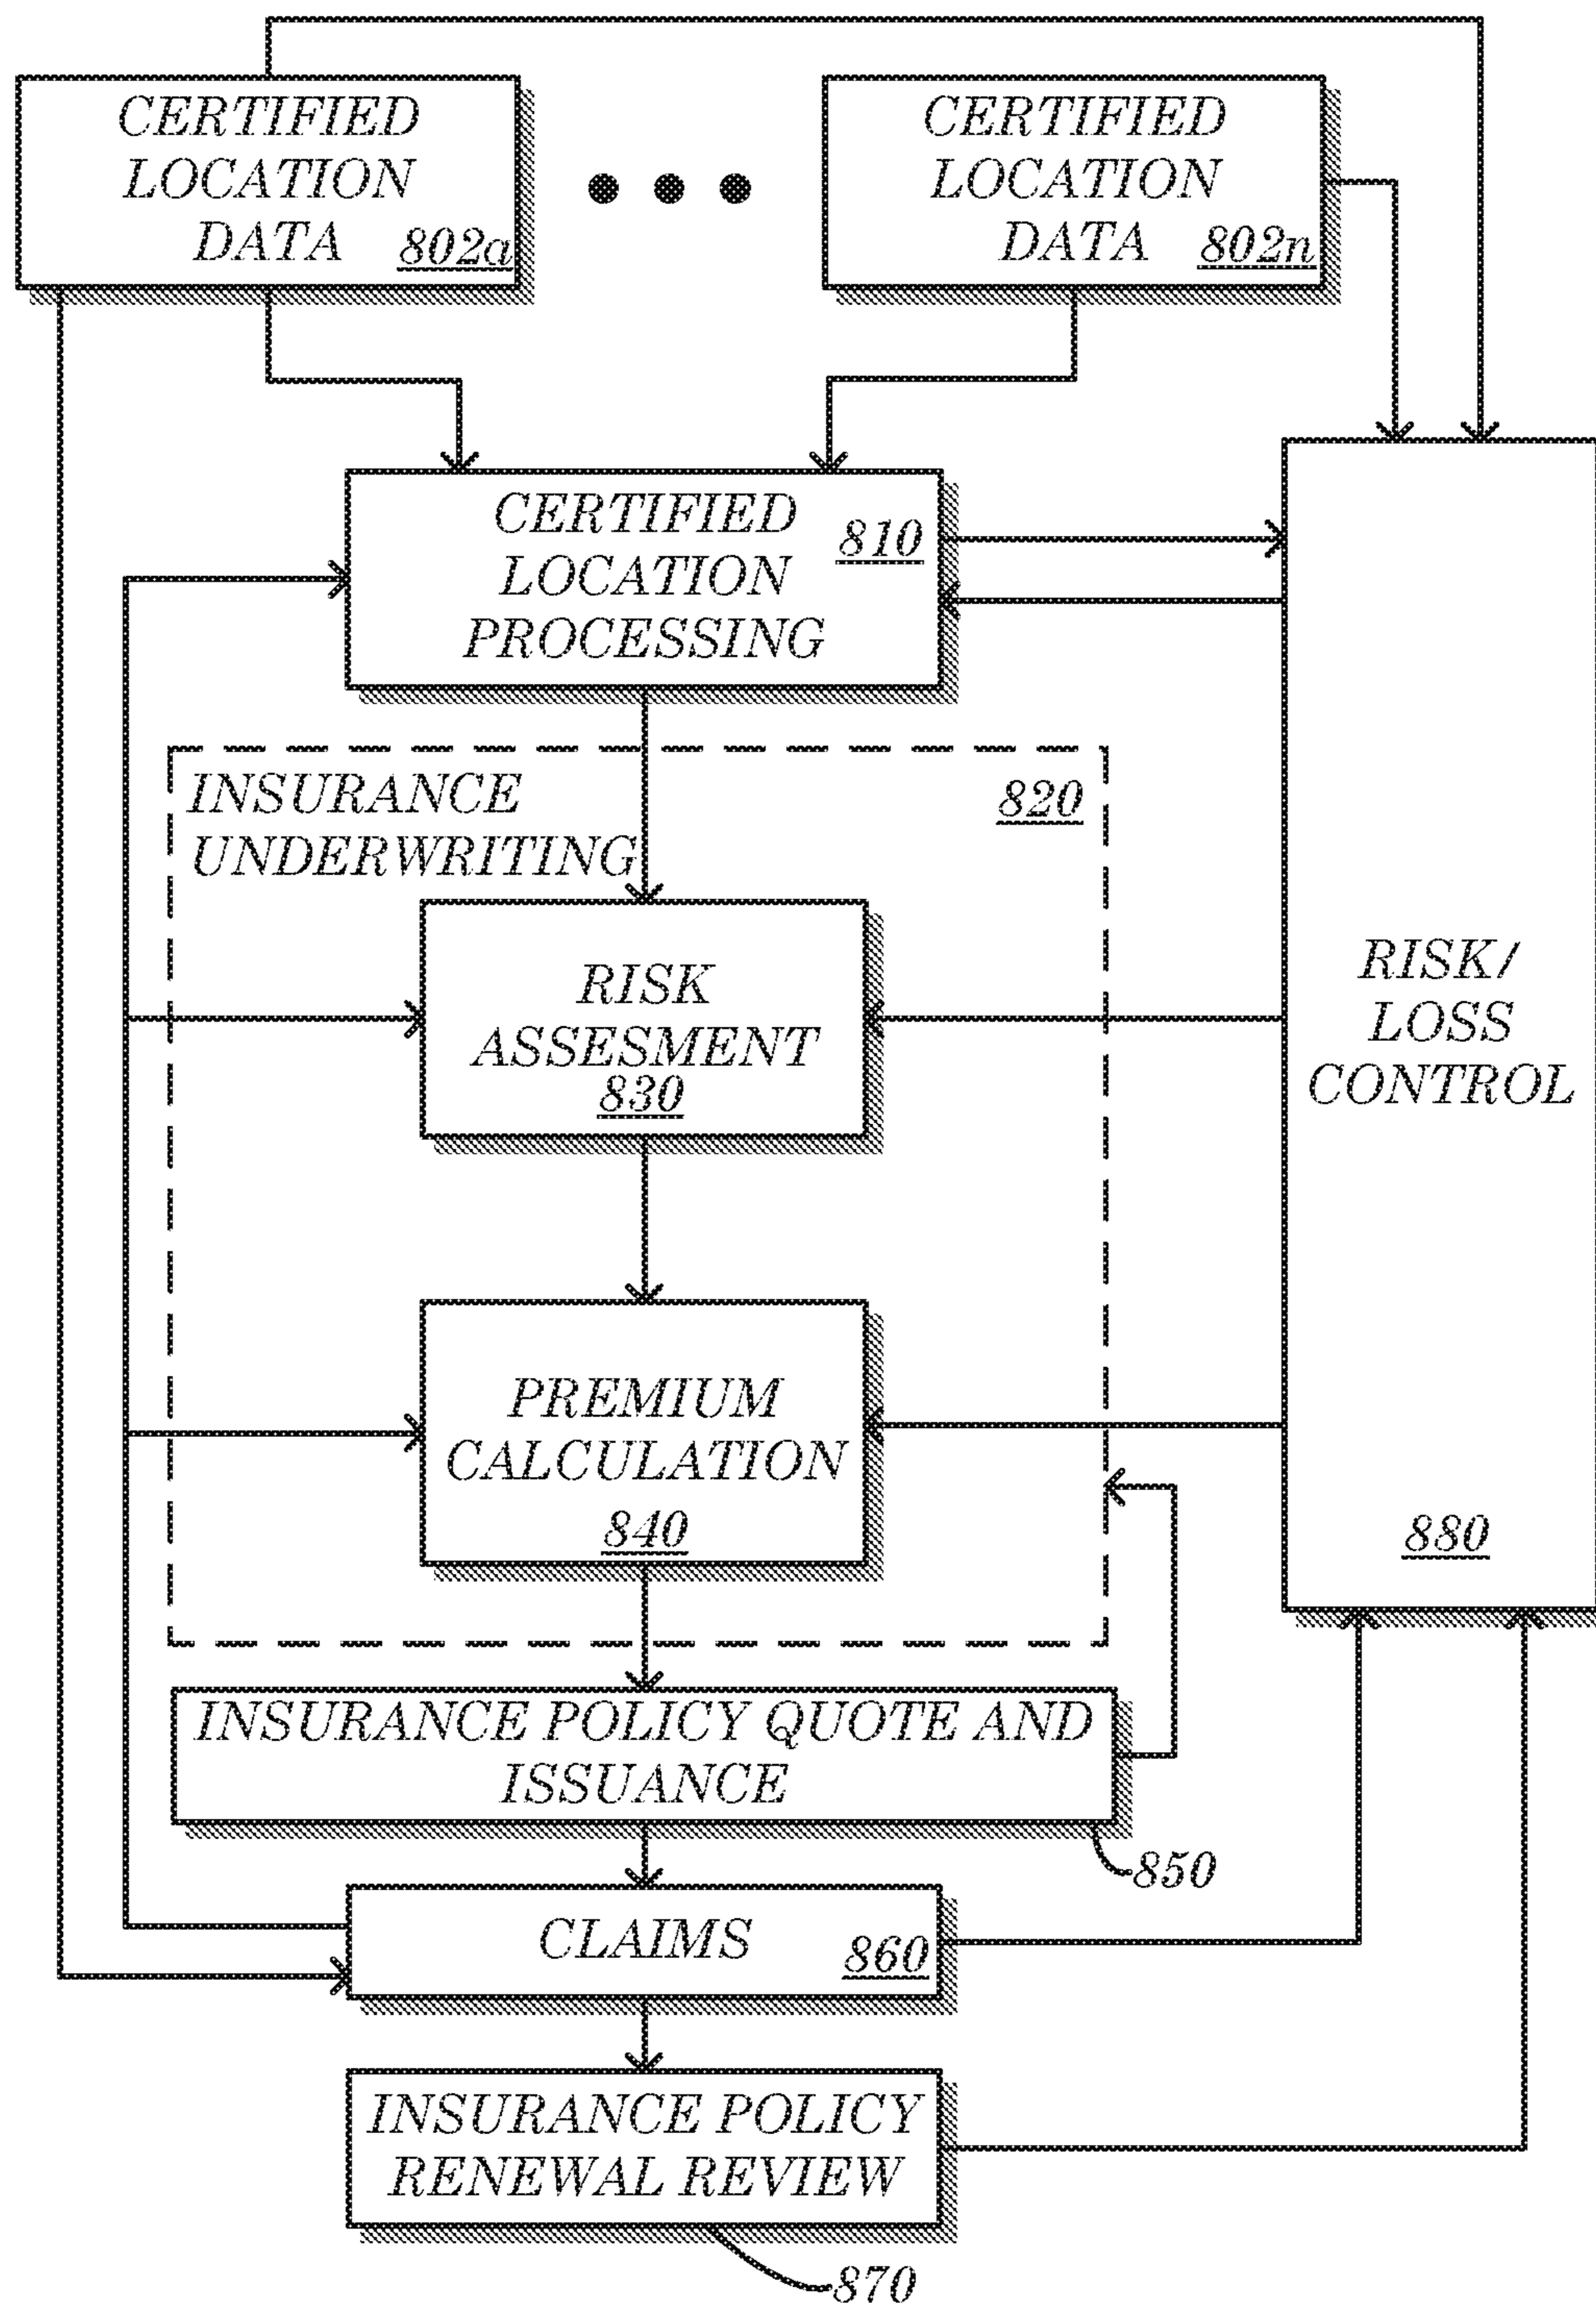 CERTIFIED
LOCATION
DATA 802a
CERTIFIED
LOCATION
DATA 802n
CERTIFIED
LOCATION
PROCESSING
810
INSURANCE
UNDERWRITING
820
RISK
ASSESMENT
830
RISK/
LOSS
CONTROL
880
PREMIUM
CALCULATION
840
INSURANCE POLICY QUOTE AND
ISSUANCE
850
CLAIMS
860
INSURANCE POLICY
RENEWAL REVIEW
870